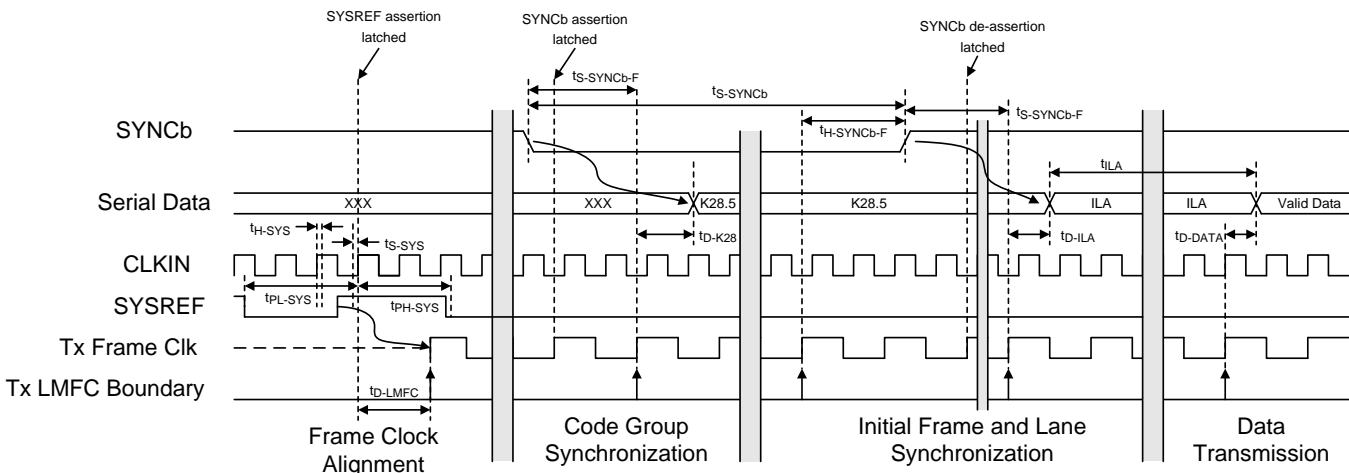 SYSREF assertion
latched
SYNCb assertion
latched
SYNCb de-assertion
latched
tS-SYNCb-F
tS-SYNCb
tS-SYNCb-F
SYNCb
tH-SYNCb-F
tILA
Serial Data
XXX
XXX
K28.5
K28.5
ILA
ILA
Valid Data
tH-SYS
tS-SYS
tD-K28
tD-ILA
tD-DATA
CLKIN
tPL-SYS
tPH-SYS
SYSREF
Tx Frame Clk
Tx LMFC Boundary
tD-LMFC
Frame Clock
Alignment
Code Group
Synchronization
Initial Frame and Lane
Synchronization
Data
Transmission